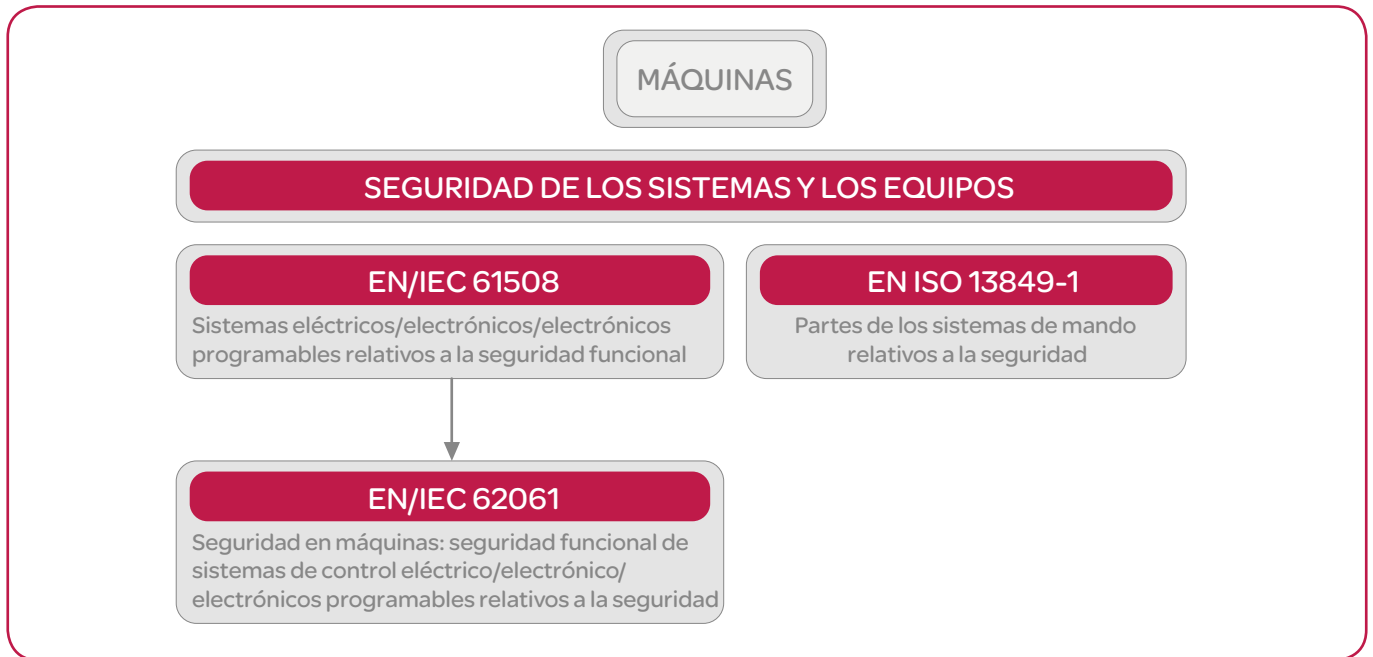 MÁQUINAS
SEGURIDAD DE LOS SISTEMAS Y LOS EQUIPOS
EN/IEC 61508
Sistemas eléctricos/electrónicos/electrónicos
programables relativos a la seguridad funcional
EN ISO 13849-1
Partes de los sistemas de mando
relativos a la seguridad
EN/IEC 62061
Seguridad en máquinas: seguridad funcional de
sistemas de control eléctrico/electrónico/
electrónicos programables relativos a la seguridad